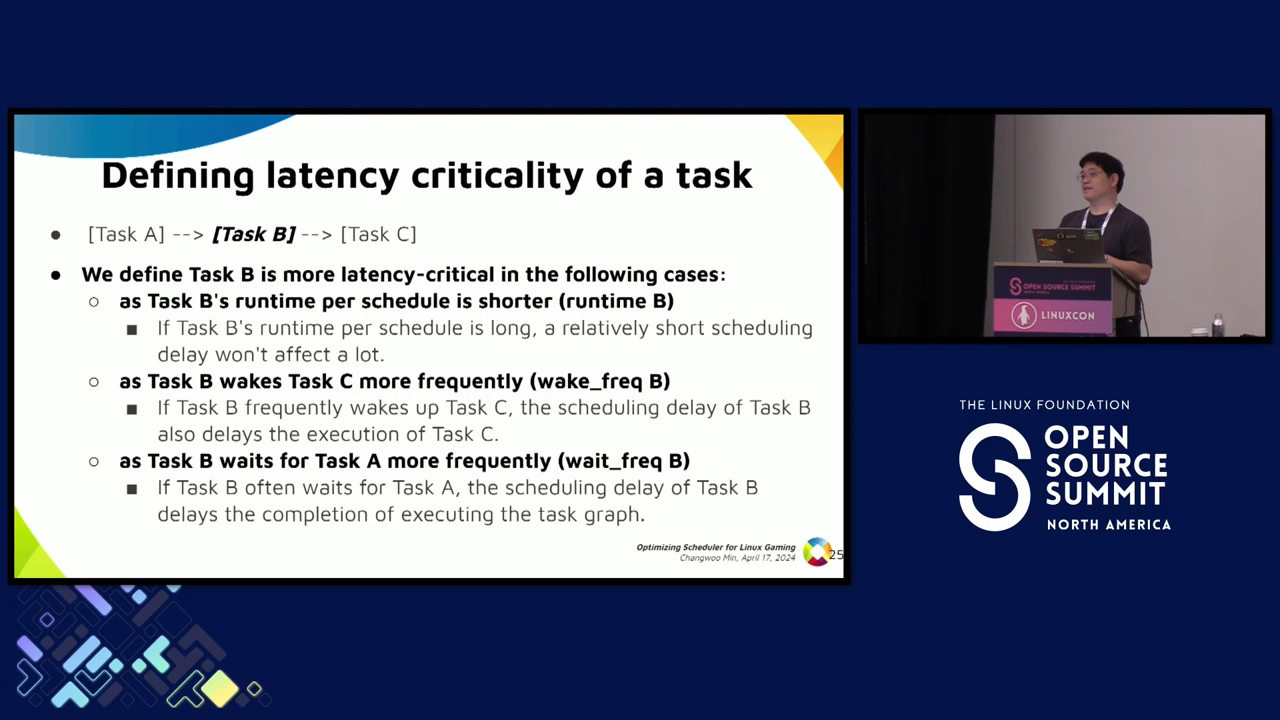 Defining latency criticality of a task
● [Task A] --> [Task B] --> [Task C]
● We define Task B is more latency-critical in the following cases:
○ as Task B's runtime per schedule is shorter (runtime B)
■ If Task B's runtime per schedule is long, a relatively short scheduling
delay won't affect a lot.
○ as Task B wakes Task C more frequently (wake_freq B)
■ If Task B frequently wakes up Task C, the scheduling delay of Task B
also delays the execution of Task C.
○ as Task B waits for Task A more frequently (wait_freq B)
■ If Task B often waits for Task A, the scheduling delay of Task B
delays the completion of executing the task graph.
Optimizing Scheduler for Linux Gaming
Changwoo Min, April 17, 2024
25
OPEN SOURCE SUMMIT
LINUXCON
THE LINUX FOUNDATION
OPEN
SOURCE
SUMMIT
NORTH AMERICA